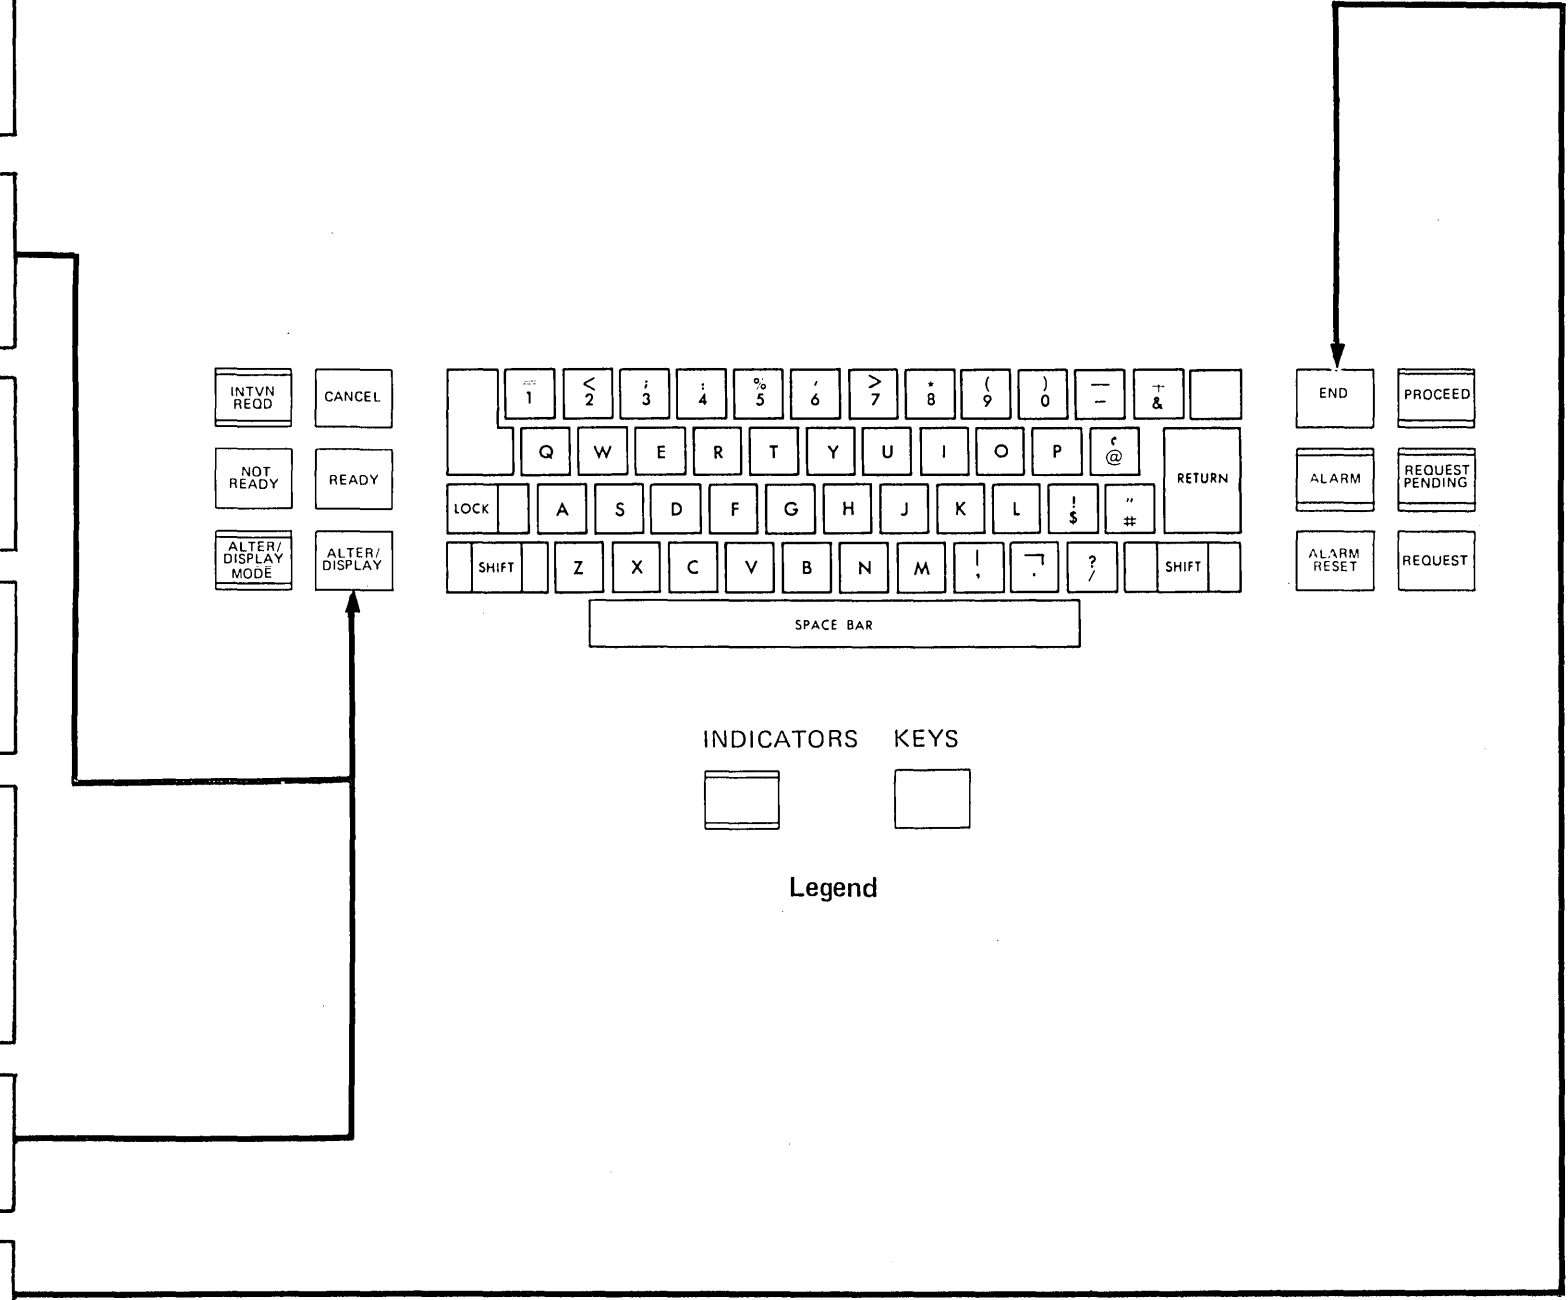 INTVN
REQD
CANCEL
NOT
READY
READY
ALTER/
DISPLAY
MODE
ALTER/
DISPLAY
=
1
<
2
;
3
:
4
%
5
'
6
>
7
*
8
(
9
)
0
—
–
+
&
Q W E R T Y U I O P
¢
@
RETURN
LOCK
A S D F G H J K L
!
$
"
#
SHIFT
Z X C V B N M
|
,
¬
.
?
/
SHIFT
SPACE BAR
END
PROCEED
ALARM
REQUEST
PENDING
ALARM
RESET
REQUEST
INDICATORS KEYS
Legend